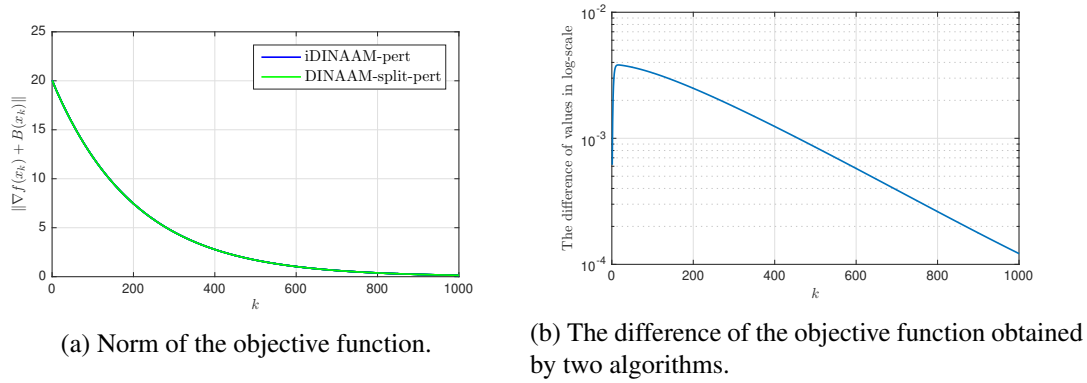 25
20
15
10
5
0
‖∇f(x_k) + B(x_k)‖
iDINAAM-pert
DINAAM-split-pert
0 200 400 600 800 1000
k
(a) Norm of the objective function.
10^-2
10^-3
10^-4
The difference of values in log-scale
0 200 400 600 800 1000
k
(b) The difference of the objective function obtained
by two algorithms.